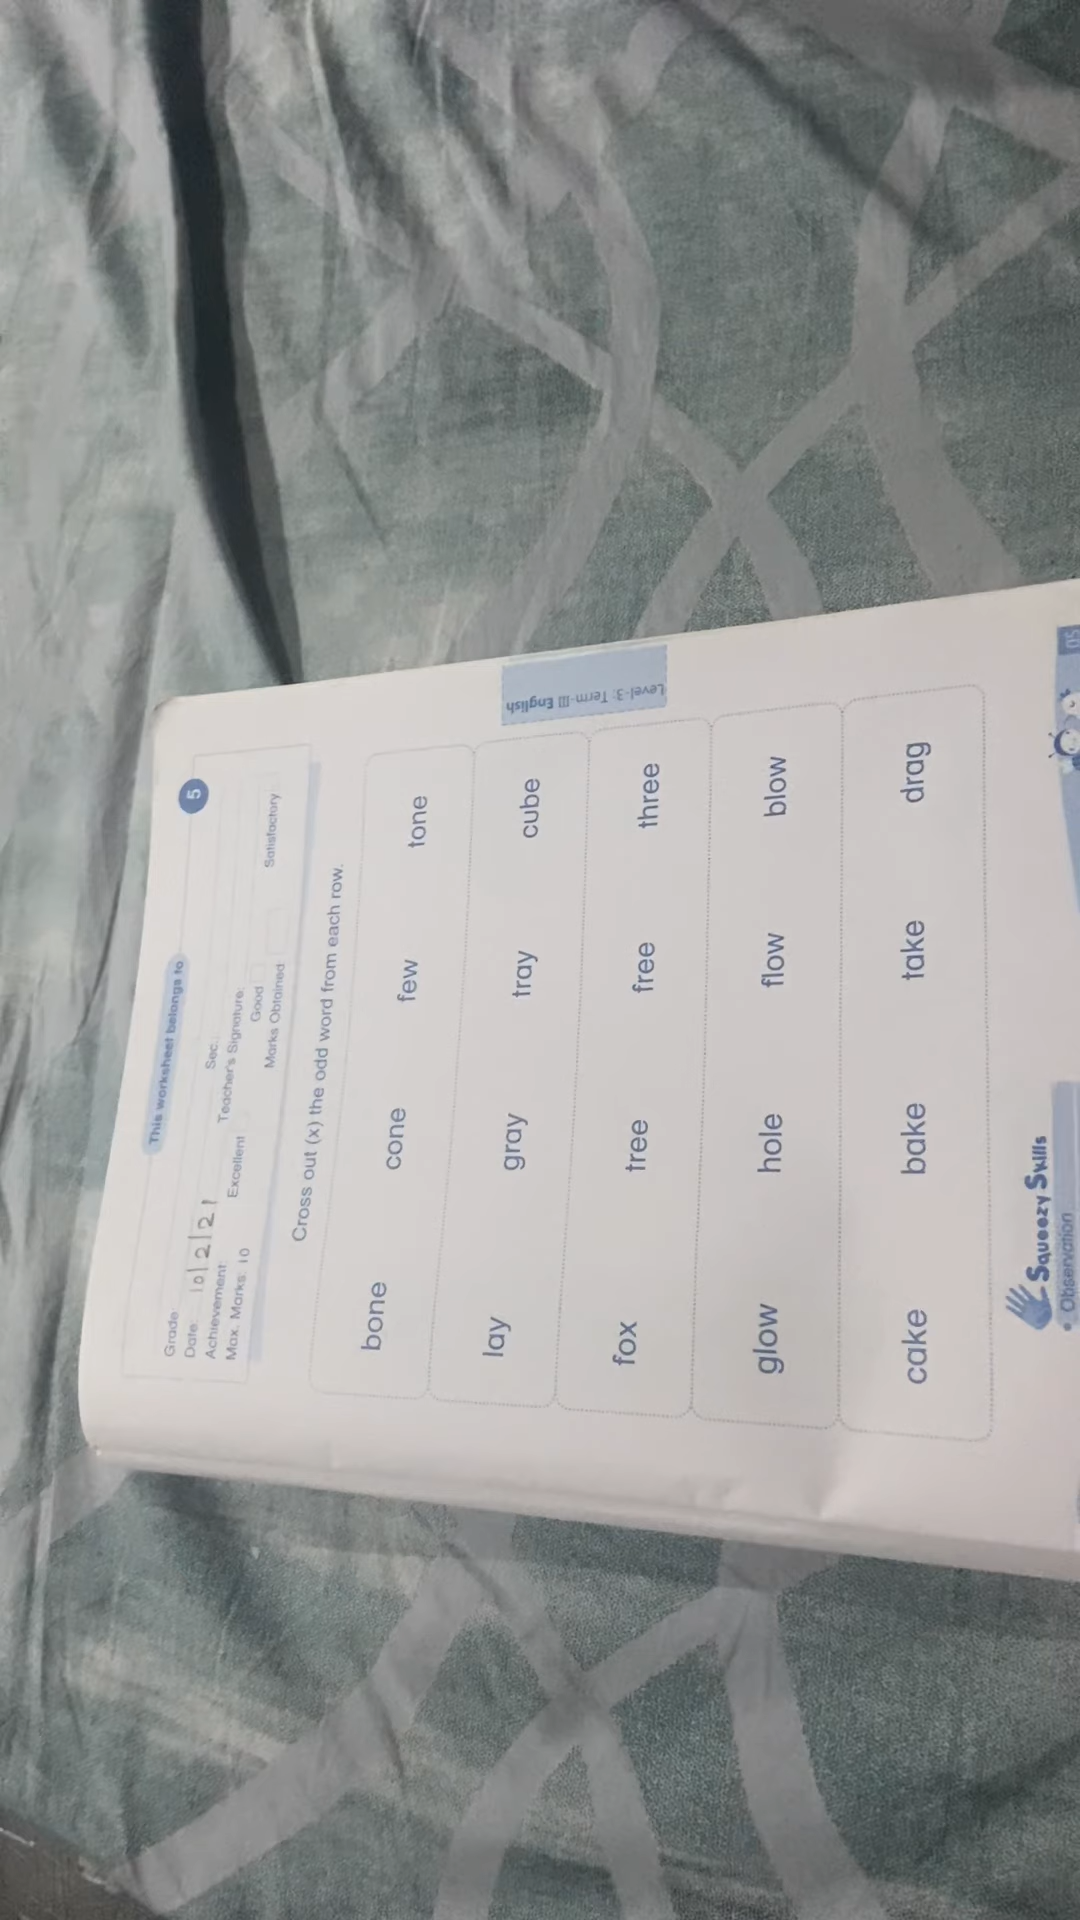 This worksheet belongs to
5
Grade
Date: 10/2/21 Sec.:
Achievement: Teacher's Signature:
Max. Marks: 10 Excellent Good Satisfactory
Marks Obtained
Cross out (x) the odd word from each row.
bone cone few tone
lay gray tray cube
fox tree free three
glow hole flow blow
cake bake take drag
Level-3: Term-III English
Squeezy Skills
• Observation
05